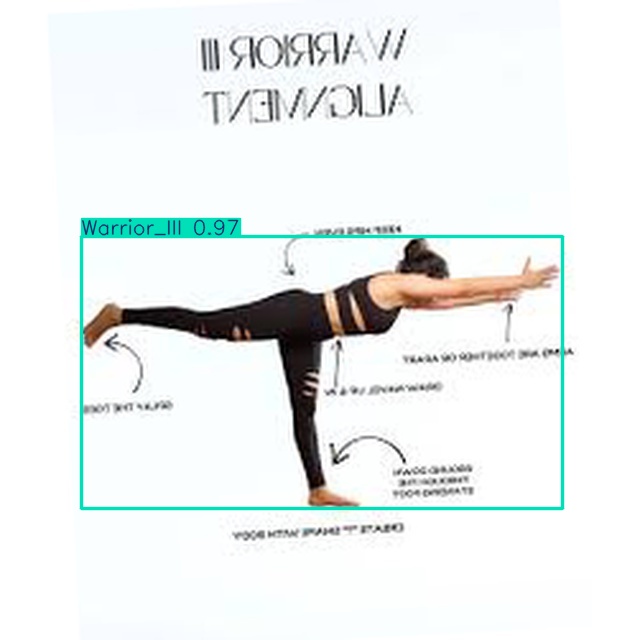 WARRIOR III
ALIGNMENT
Warrior_III 0.97
KEEP HIPS EVEN
ARMS ARE TOGETHER OR APART
DRAW NAVEL UP & IN
SPLAY THE TOES
GROUND DOWN
THROUGH THE
STANDING FOOT
CREATE "T" SHAPE WITH BODY